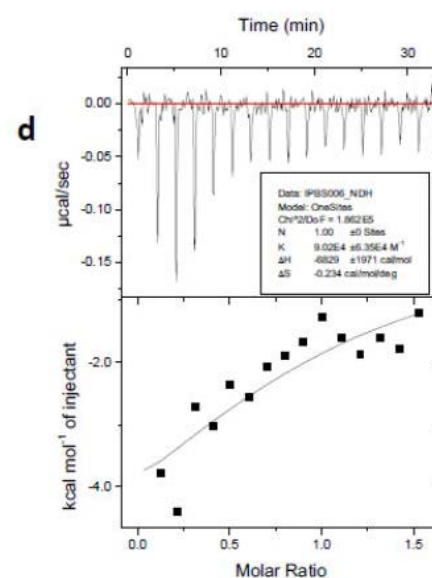 Time (min)
0 10 20 30
d
0.00
-0.05
-0.10
-0.15
µcal/sec
Data: IPBS006_NDH
Model: OneSites
Chi^2/DoF = 1.862E5
N 1.00 ±0 Sites
K 9.02E4 ±6.35E4 M⁻¹
ΔH -6829 ±1971 cal/mol
ΔS -0.234 cal/mol/deg
-2.0
-4.0
kcal mol⁻¹ of injectant
0.0 0.5 1.0 1.5
Molar Ratio